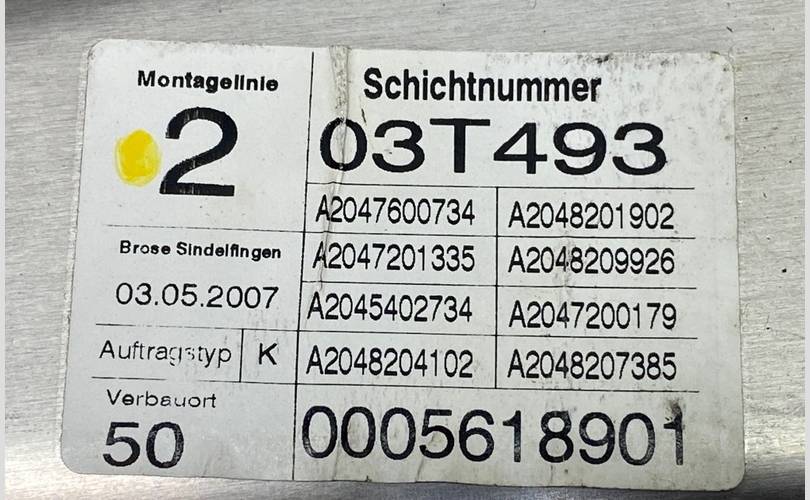 Montagelinie
2
Schichtnummer
03T493
A2047600734 A2048201902
Brose Sindelfingen
A2047201335 A2048209926
03.05.2007
A2045402734 A2047200179
Auftragstyp K
A2048204102 A2048207385
Verbauort
50
0005618901